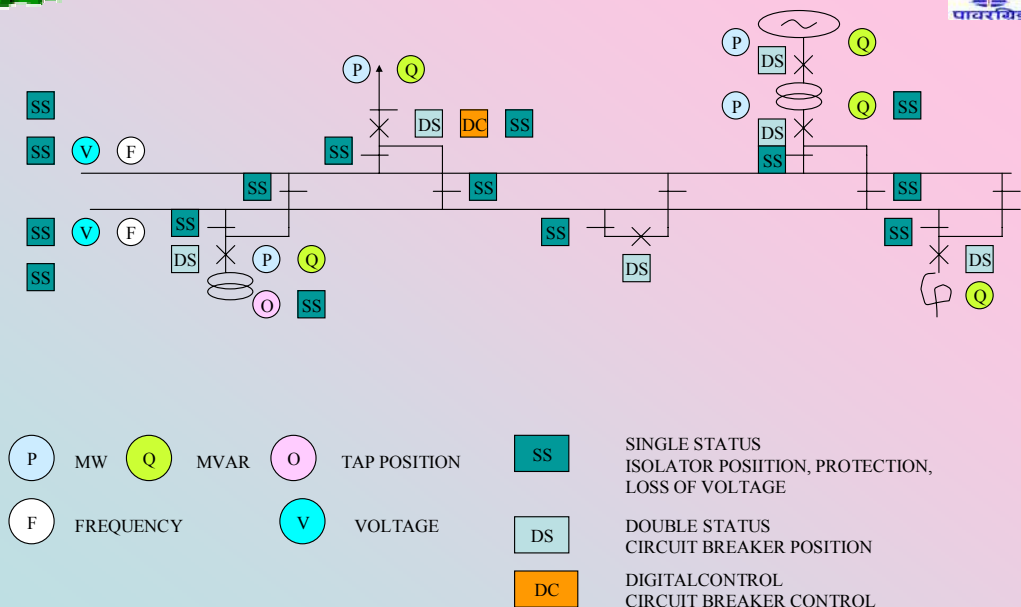 पावरग्रिड
P Q
P DS Q
SS
P Q SS
DS DC SS
DS
SS V F
SS
SS
SS SS SS
SS SS
SS V F
SS SS
DS P Q
DS
DS
SS
O SS
Q
P MW Q MVAR O TAP POSITION
F FREQUENCY V VOLTAGE
SS SINGLE STATUS
ISOLATOR POSIITION, PROTECTION,
LOSS OF VOLTAGE
DS DOUBLE STATUS
CIRCUIT BREAKER POSITION
DC DIGITALCONTROL
CIRCUIT BREAKER CONTROL